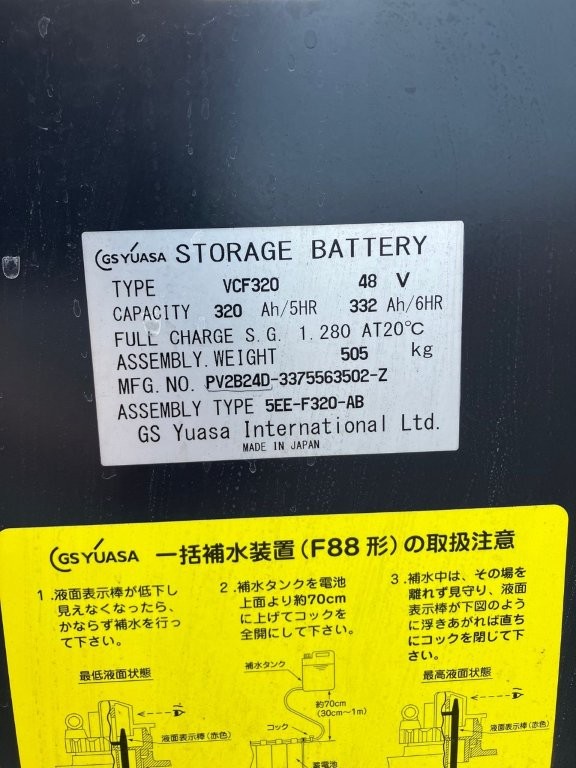 GS YUASA STORAGE BATTERY
TYPE VCF320 48 V
CAPACITY 320 Ah/5HR 332 Ah/6HR
FULL CHARGE S.G. 1.280 AT20℃
ASSEMBLY.WEIGHT 505 kg
MFG.NO. PV2B24D-3375563502-Z
ASSEMBLY TYPE 5EE-F320-AB
GS Yuasa International Ltd.
MADE IN JAPAN
GS YUASA 一括補水装置(F88形)の取扱注意
1.液面表示棒が低下し
見えなくなったら、
かならず補水を行っ
て下さい。
最低液面状態
液面表示棒(赤色)
2.補水タンクを電池
上面より約70cm
に上げてコックを
全開にして下さい。
補水タンク
約70cm
(30cm~1m)
コック
蓄電池
3.補水中は、その場を
離れず見守り、液面
表示棒が下図のよう
に浮きあがれば直ち
にコックを閉じて下
さい。
最高液面状態
液面表示棒(赤色)